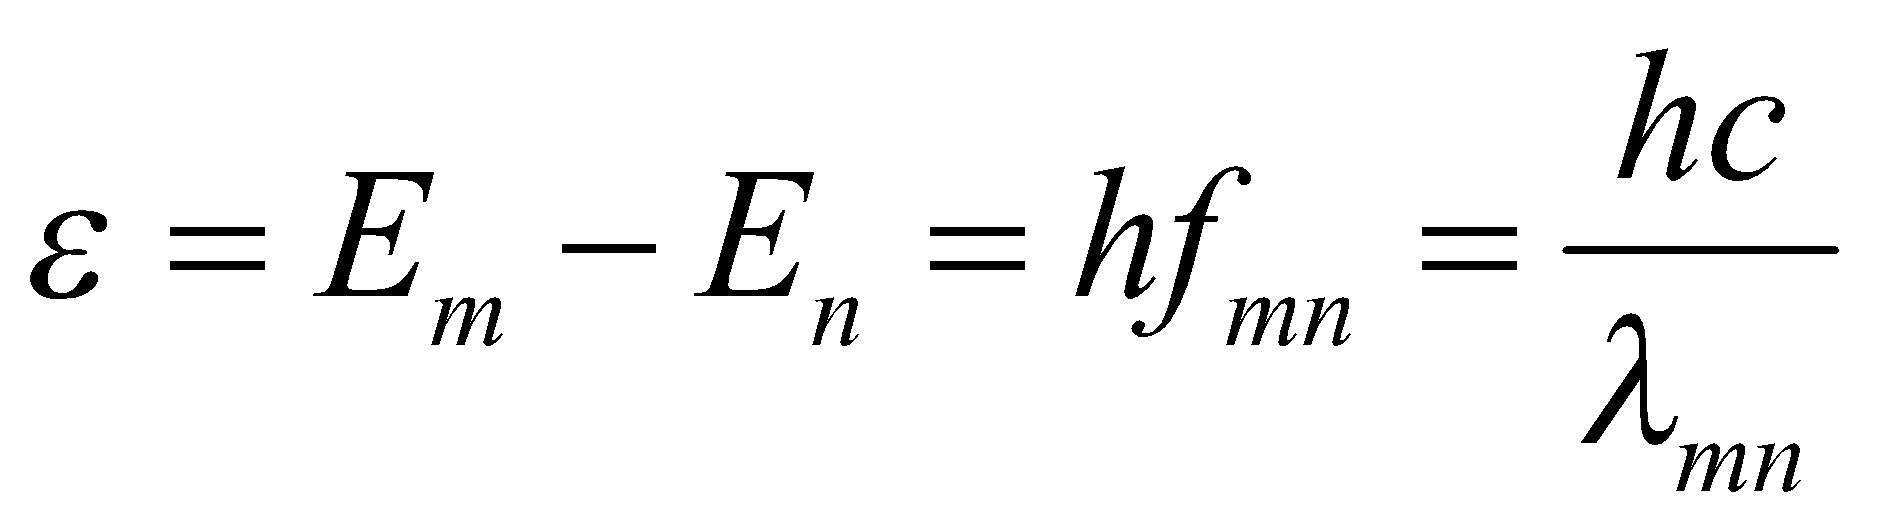 ε = E_m − E_n = hf_mn = hc/λ_mn